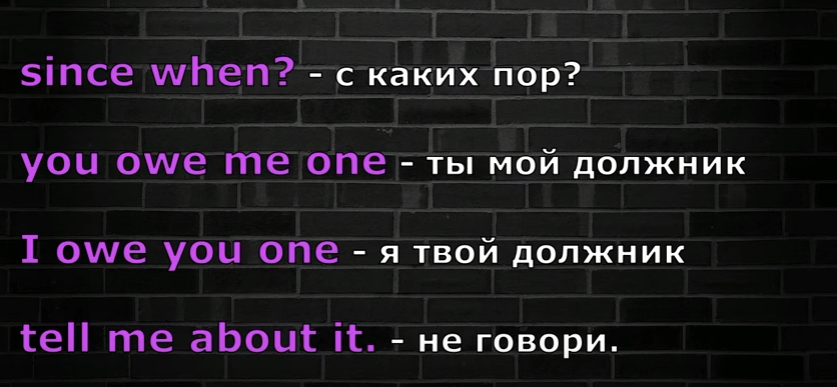 since when? - с каких пор?
you owe me one - ты мой должник
I owe you one - я твой должник
tell me about it. - не говори.